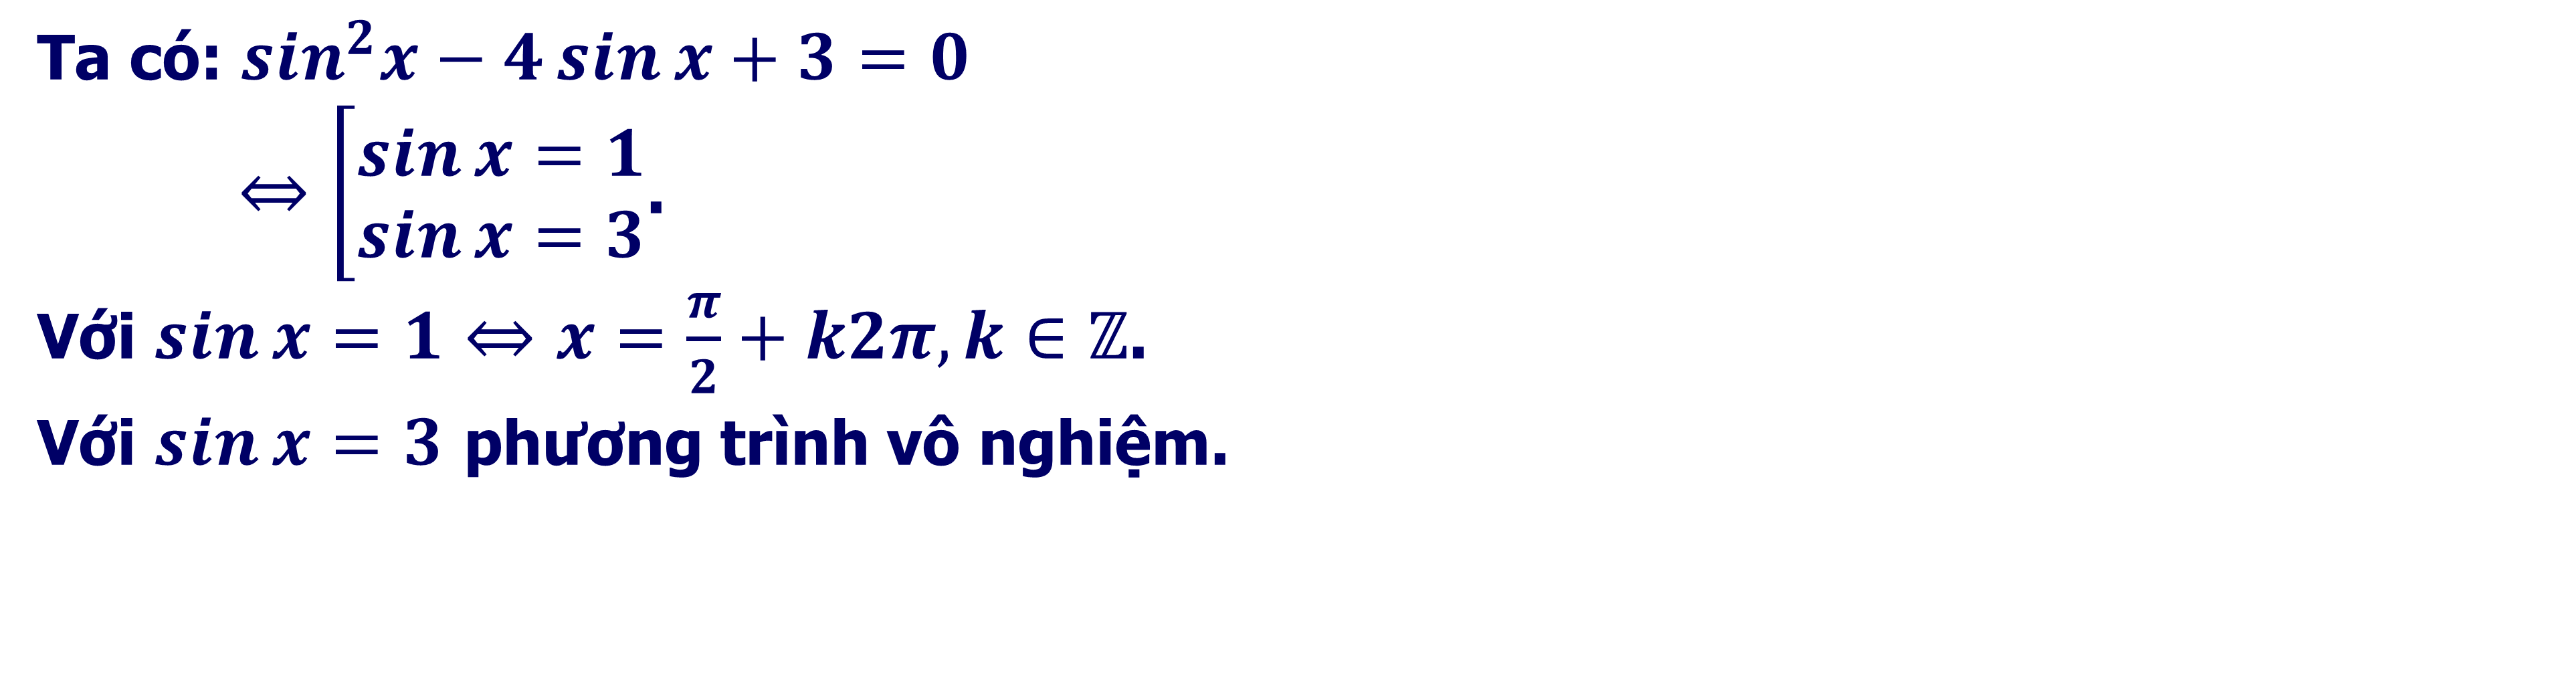 Ta có: sin²x − 4 sin x + 3 = 0
⇔ [ sin x = 1
sin x = 3 .
Với sin x = 1 ⇔ x = π/2 + k2π, k ∈ ℤ.
Với sin x = 3 phương trình vô nghiệm.